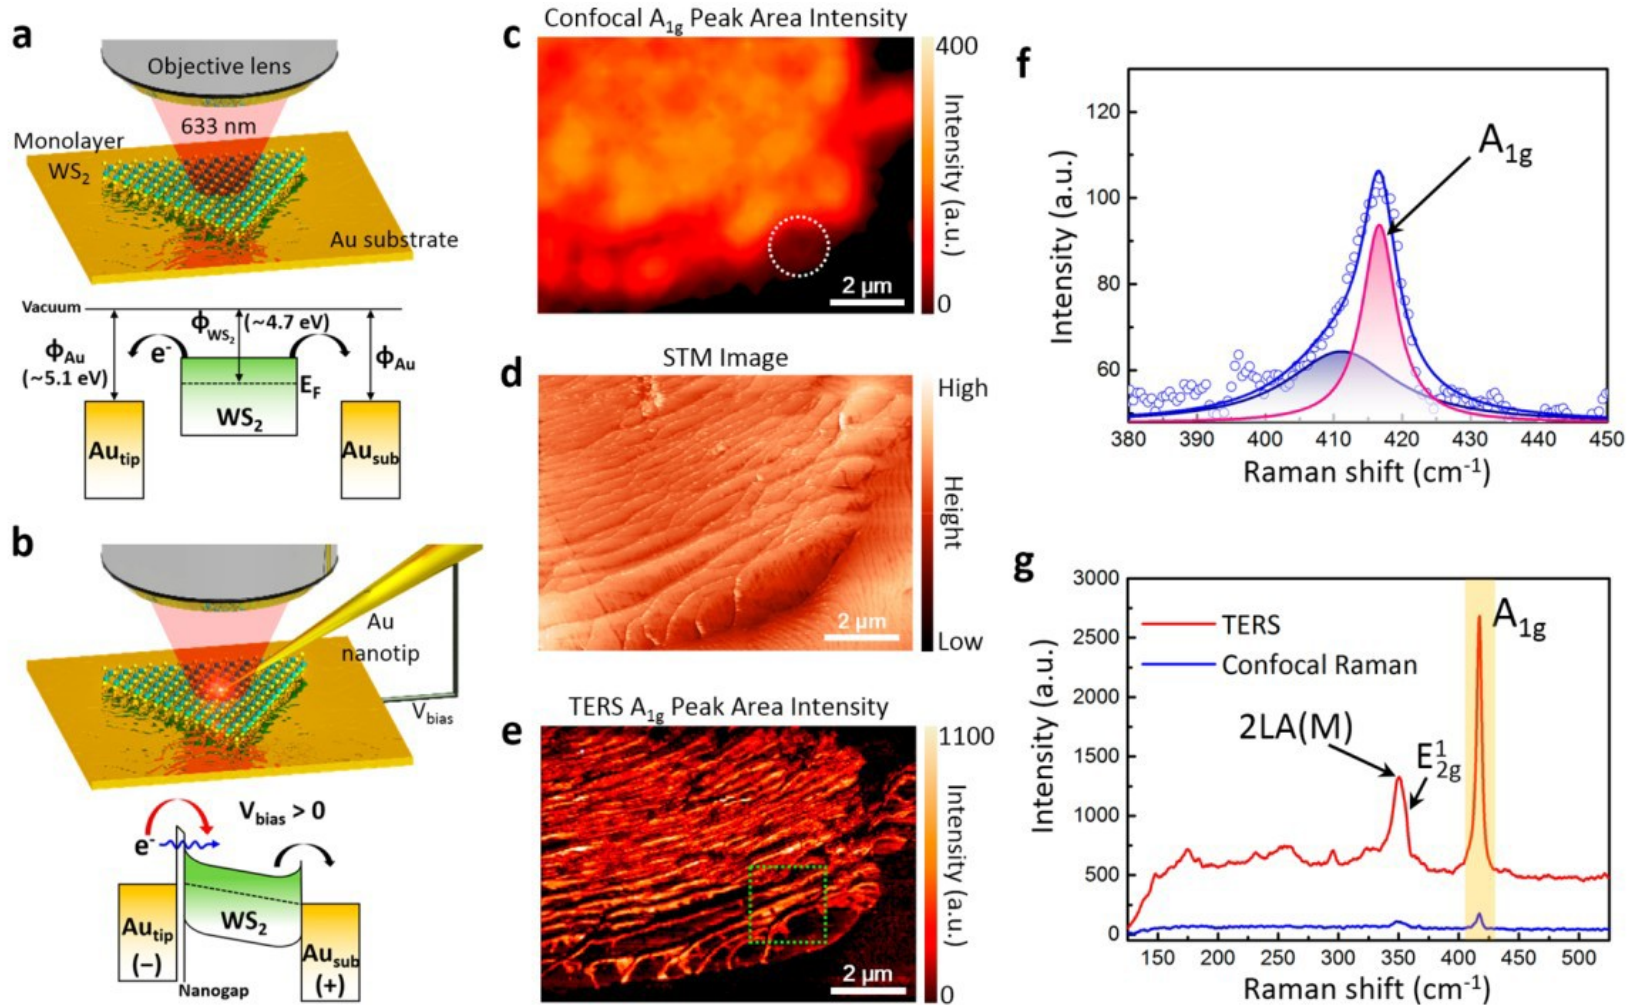 a
Objective lens
633 nm
Monolayer
WS2
Au substrate
Vacuum
ΦAu
(~5.1 eV)
e-
ΦWS2
(~4.7 eV)
ΦAu
EF
WS2
Autip
Ausub
b
Au
nanotip
Vbias
Vbias > 0
e-
WS2
Autip
(–)
Ausub
(+)
Nanogap
c
Confocal A1g Peak Area Intensity
400
Intensity (a.u.)
0
2 µm
d
STM Image
High
Height
Low
2 µm
e
TERS A1g Peak Area Intensity
1100
Intensity (a.u.)
0
2 µm
f
120
100
80
60
Intensity (a.u.)
A1g
380 390 400 410 420 430 440 450
Raman shift (cm-1)
g
3000
2500
2000
1500
1000
500
0
Intensity (a.u.)
TERS
Confocal Raman
2LA(M)
E12g
A1g
150 200 250 300 350 400 450 500
Raman shift (cm-1)